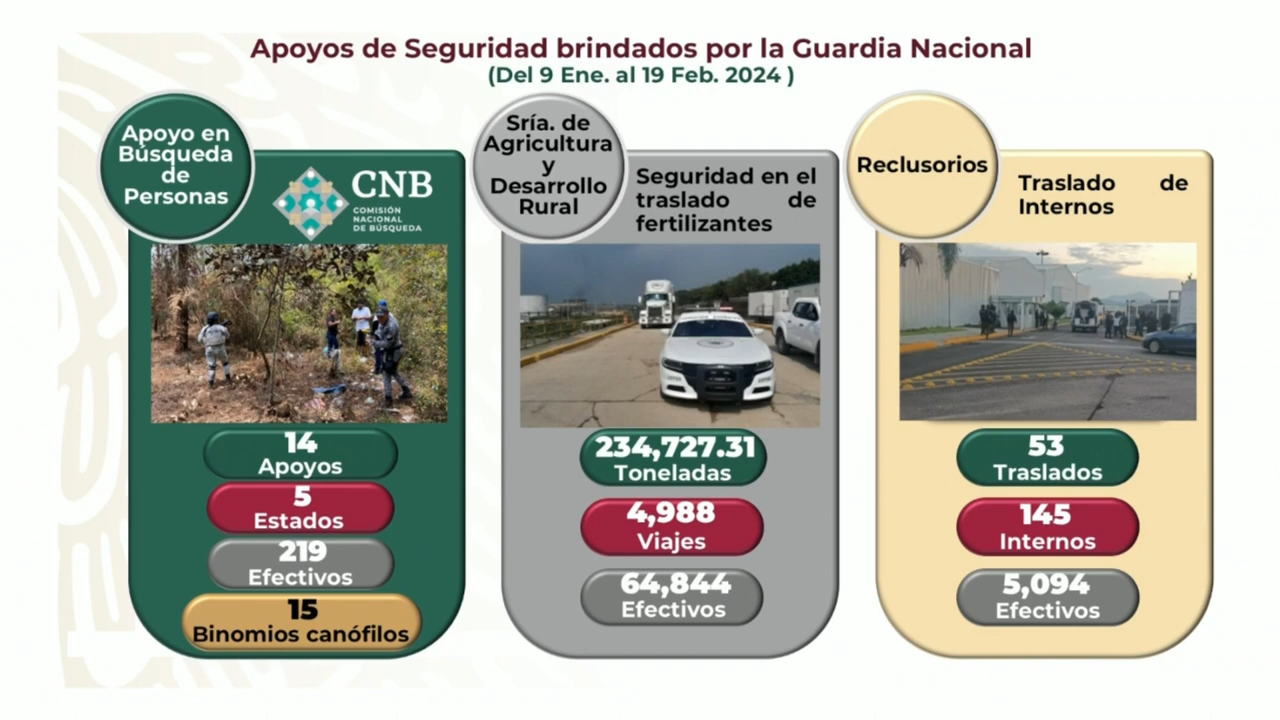 Apoyos de Seguridad brindados por la Guardia Nacional
(Del 9 Ene. al 19 Feb. 2024 )
Apoyo en
Búsqueda
de
Personas
CNB
COMISIÓN
NACIONAL
DE BÚSQUEDA
14
Apoyos
5
Estados
219
Efectivos
15
Binomios canófilos
Sría. de
Agricultura
y
Desarrollo
Rural
Seguridad en el
traslado de
fertilizantes
234,727.31
Toneladas
4,988
Viajes
64,844
Efectivos
Reclusorios
Traslado de
Internos
53
Traslados
145
Internos
5,094
Efectivos